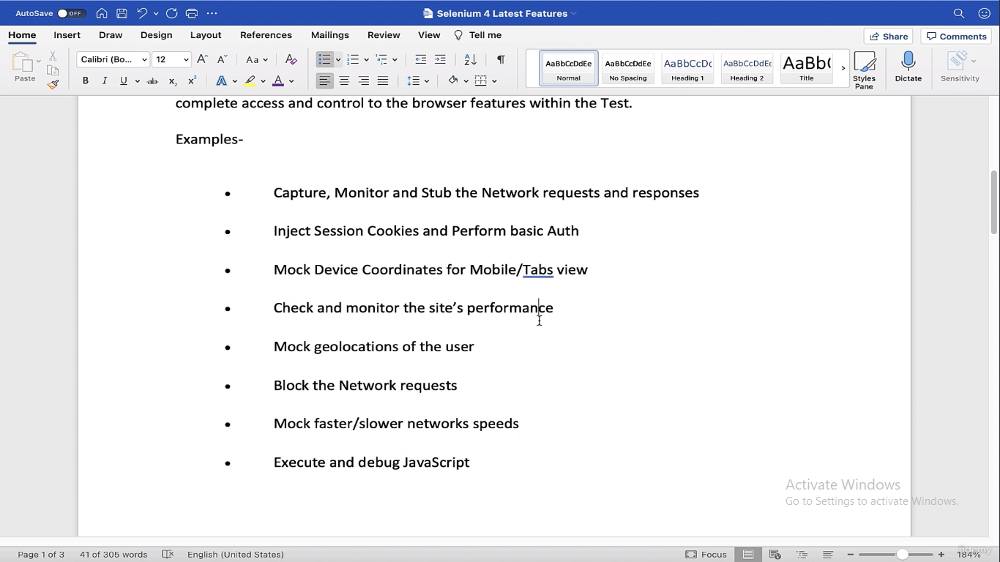 AutoSave OFF
Selenium 4 Latest Features
Home Insert Draw Design Layout References Mailings Review View Tell me
Share Comments
Paste
Calibri (Bo... 12
AaBbCcDdEe Normal
AaBbCcDdEe No Spacing
AaBbCcDc Heading 1
AaBbCcDdEe Heading 2
AaBb( Title
Styles Pane
Dictate
Sensitivity
complete access and control to the browser features within the Test.
Examples-
• Capture, Monitor and Stub the Network requests and responses
• Inject Session Cookies and Perform basic Auth
• Mock Device Coordinates for Mobile/Tabs view
• Check and monitor the site’s performance
• Mock geolocations of the user
• Block the Network requests
• Mock faster/slower networks speeds
• Execute and debug JavaScript
Activate Windows
Go to Settings to activate Windows.
Page 1 of 3 41 of 305 words English (United States) Focus 184%
ûdemy